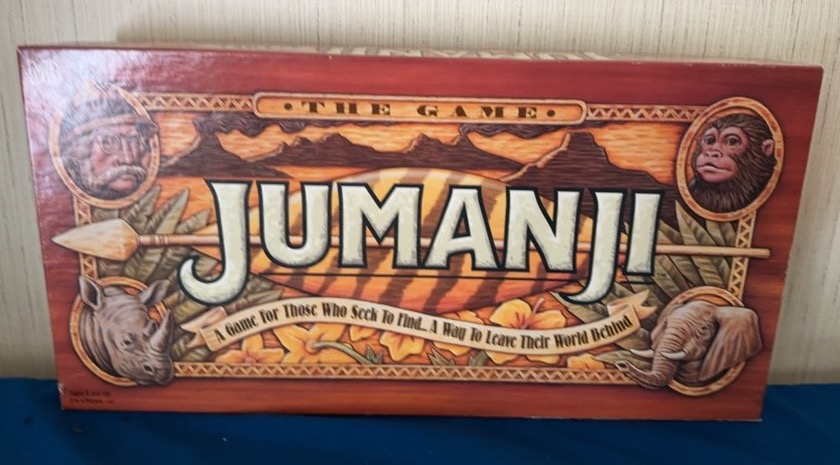 • THE GAME •
JUMANJI
A Game For Those Who Seek To Find... A Way To Leave Their World Behind